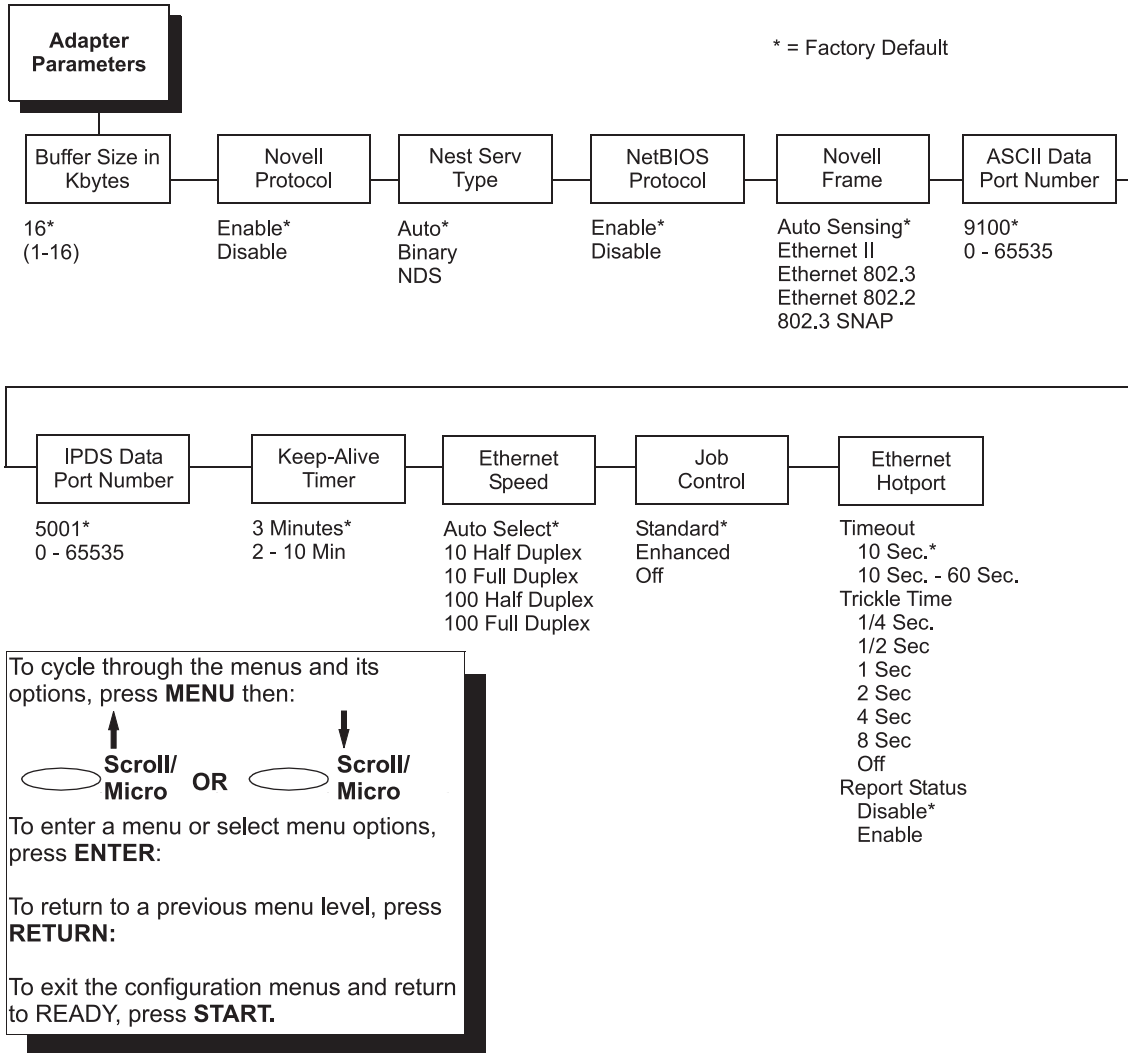 Adapter
Parameters
* = Factory Default
Buffer Size in
Kbytes
16*
(1-16)
Novell
Protocol
Enable*
Disable
Nest Serv
Type
Auto*
Binary
NDS
NetBIOS
Protocol
Enable*
Disable
Novell
Frame
Auto Sensing*
Ethernet II
Ethernet 802.3
Ethernet 802.2
802.3 SNAP
ASCII Data
Port Number
9100*
0 - 65535
IPDS Data
Port Number
5001*
0 - 65535
Keep-Alive
Timer
3 Minutes*
2 - 10 Min
Ethernet
Speed
Auto Select*
10 Half Duplex
10 Full Duplex
100 Half Duplex
100 Full Duplex
Job
Control
Standard*
Enhanced
Off
Ethernet
Hotport
Timeout
10 Sec.*
10 Sec. - 60 Sec.
Trickle Time
1/4 Sec.
1/2 Sec
1 Sec
2 Sec
4 Sec
8 Sec
Off
Report Status
Disable*
Enable
To cycle through the menus and its
options, press MENU then:
Scroll/
Micro
OR
Scroll/
Micro
To enter a menu or select menu options,
press ENTER:
To return to a previous menu level, press
RETURN:
To exit the configuration menus and return
to READY, press START.